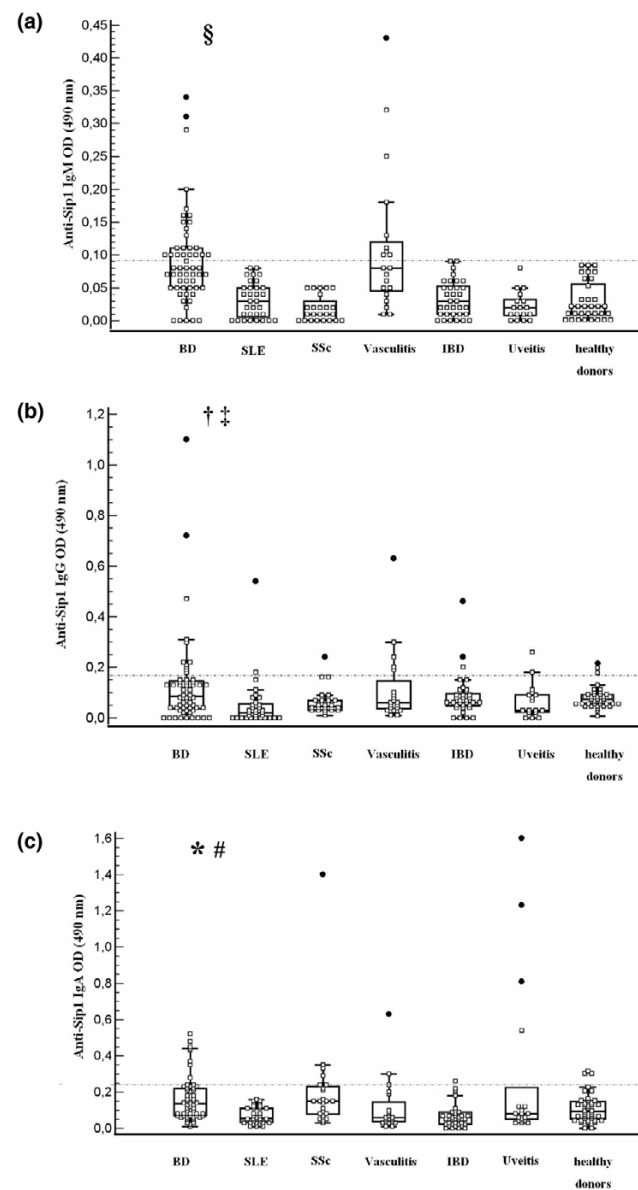 (a)
§
Anti-Sip1 IgM OD (490 nm)
0,45
0,40
0,35
0,30
0,25
0,20
0,15
0,10
0,05
0,00
BD SLE SSc Vasculitis IBD Uveitis healthy
donors
(b)
† ‡
Anti-Sip1 IgG OD (490 nm)
1,2
1,0
0,8
0,6
0,4
0,2
0,0
BD SLE SSc Vasculitis IBD Uveitis healthy
donors
(c)
* #
Anti-Sip1 IgA OD (490 nm)
1,6
1,4
1,2
1,0
0,8
0,6
0,4
0,2
0,0
BD SLE SSc Vasculitis IBD Uveitis healthy
donors